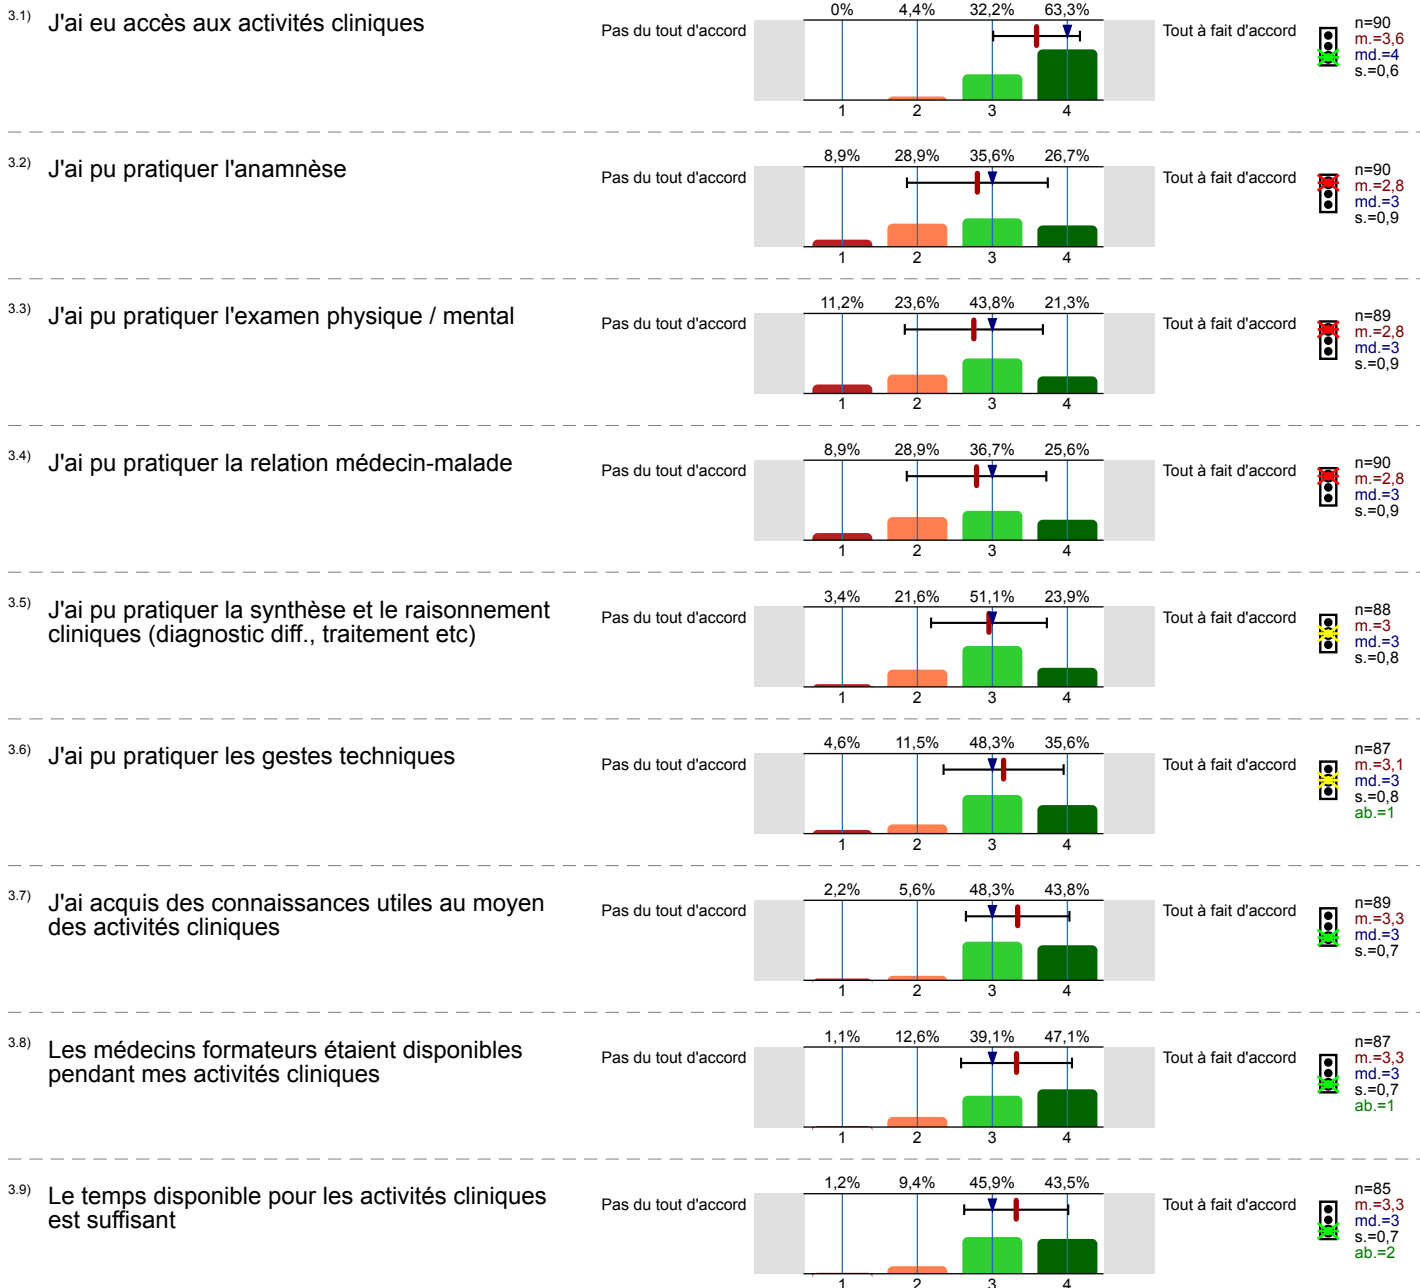 3.1) J'ai eu accès aux activités cliniques
Pas du tout d'accord
0% 4,4% 32,2% 63,3%
1 2 3 4
Tout à fait d'accord
n=90
m.=3,6
md.=4
s.=0,6
3.2) J'ai pu pratiquer l'anamnèse
Pas du tout d'accord
8,9% 28,9% 35,6% 26,7%
1 2 3 4
Tout à fait d'accord
n=90
m.=2,8
md.=3
s.=0,9
3.3) J'ai pu pratiquer l'examen physique / mental
Pas du tout d'accord
11,2% 23,6% 43,8% 21,3%
1 2 3 4
Tout à fait d'accord
n=89
m.=2,8
md.=3
s.=0,9
3.4) J'ai pu pratiquer la relation médecin-malade
Pas du tout d'accord
8,9% 28,9% 36,7% 25,6%
1 2 3 4
Tout à fait d'accord
n=90
m.=2,8
md.=3
s.=0,9
3.5) J'ai pu pratiquer la synthèse et le raisonnement
cliniques (diagnostic diff., traitement etc)
Pas du tout d'accord
3,4% 21,6% 51,1% 23,9%
1 2 3 4
Tout à fait d'accord
n=88
m.=3
md.=3
s.=0,8
3.6) J'ai pu pratiquer les gestes techniques
Pas du tout d'accord
4,6% 11,5% 48,3% 35,6%
1 2 3 4
Tout à fait d'accord
n=87
m.=3,1
md.=3
s.=0,8
ab.=1
3.7) J'ai acquis des connaissances utiles au moyen
des activités cliniques
Pas du tout d'accord
2,2% 5,6% 48,3% 43,8%
1 2 3 4
Tout à fait d'accord
n=89
m.=3,3
md.=3
s.=0,7
3.8) Les médecins formateurs étaient disponibles
pendant mes activités cliniques
Pas du tout d'accord
1,1% 12,6% 39,1% 47,1%
1 2 3 4
Tout à fait d'accord
n=87
m.=3,3
md.=3
s.=0,7
ab.=1
3.9) Le temps disponible pour les activités cliniques
est suffisant
Pas du tout d'accord
1,2% 9,4% 45,9% 43,5%
1 2 3 4
Tout à fait d'accord
n=85
m.=3,3
md.=3
s.=0,7
ab.=2